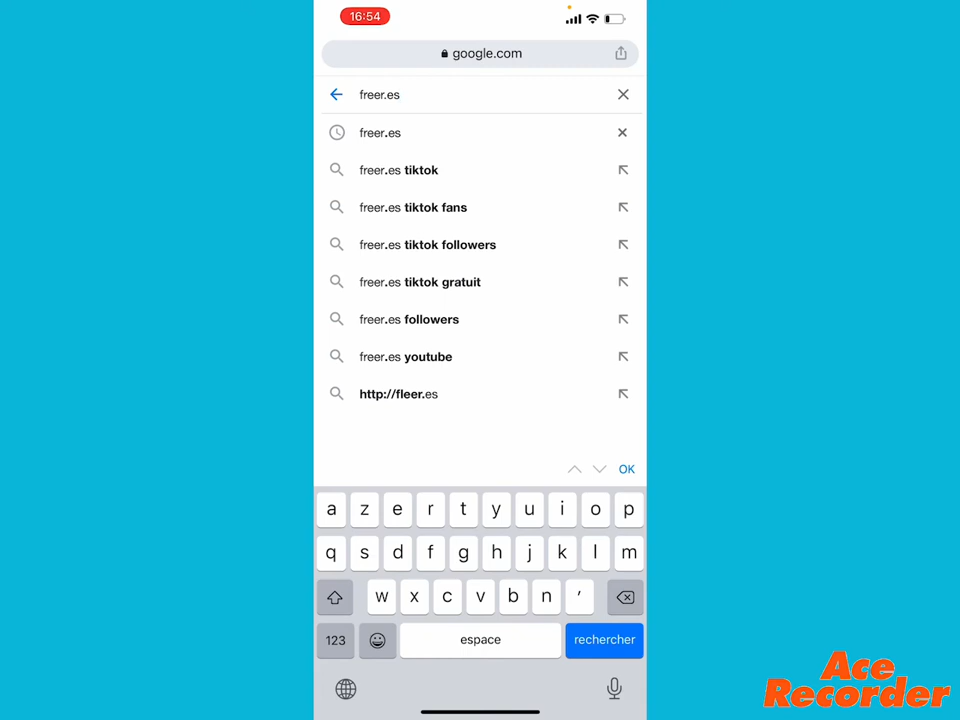 16:54
google.com
freer.es
freer.es
freer.es tiktok
freer.es tiktok fans
freer.es tiktok followers
freer.es tiktok gratuit
freer.es followers
freer.es youtube
http://fleer.es
OK
a z e r t y u i o p
q s d f g h j k l m
w x c v b n ′
123 espace rechercher
Ace
Recorder